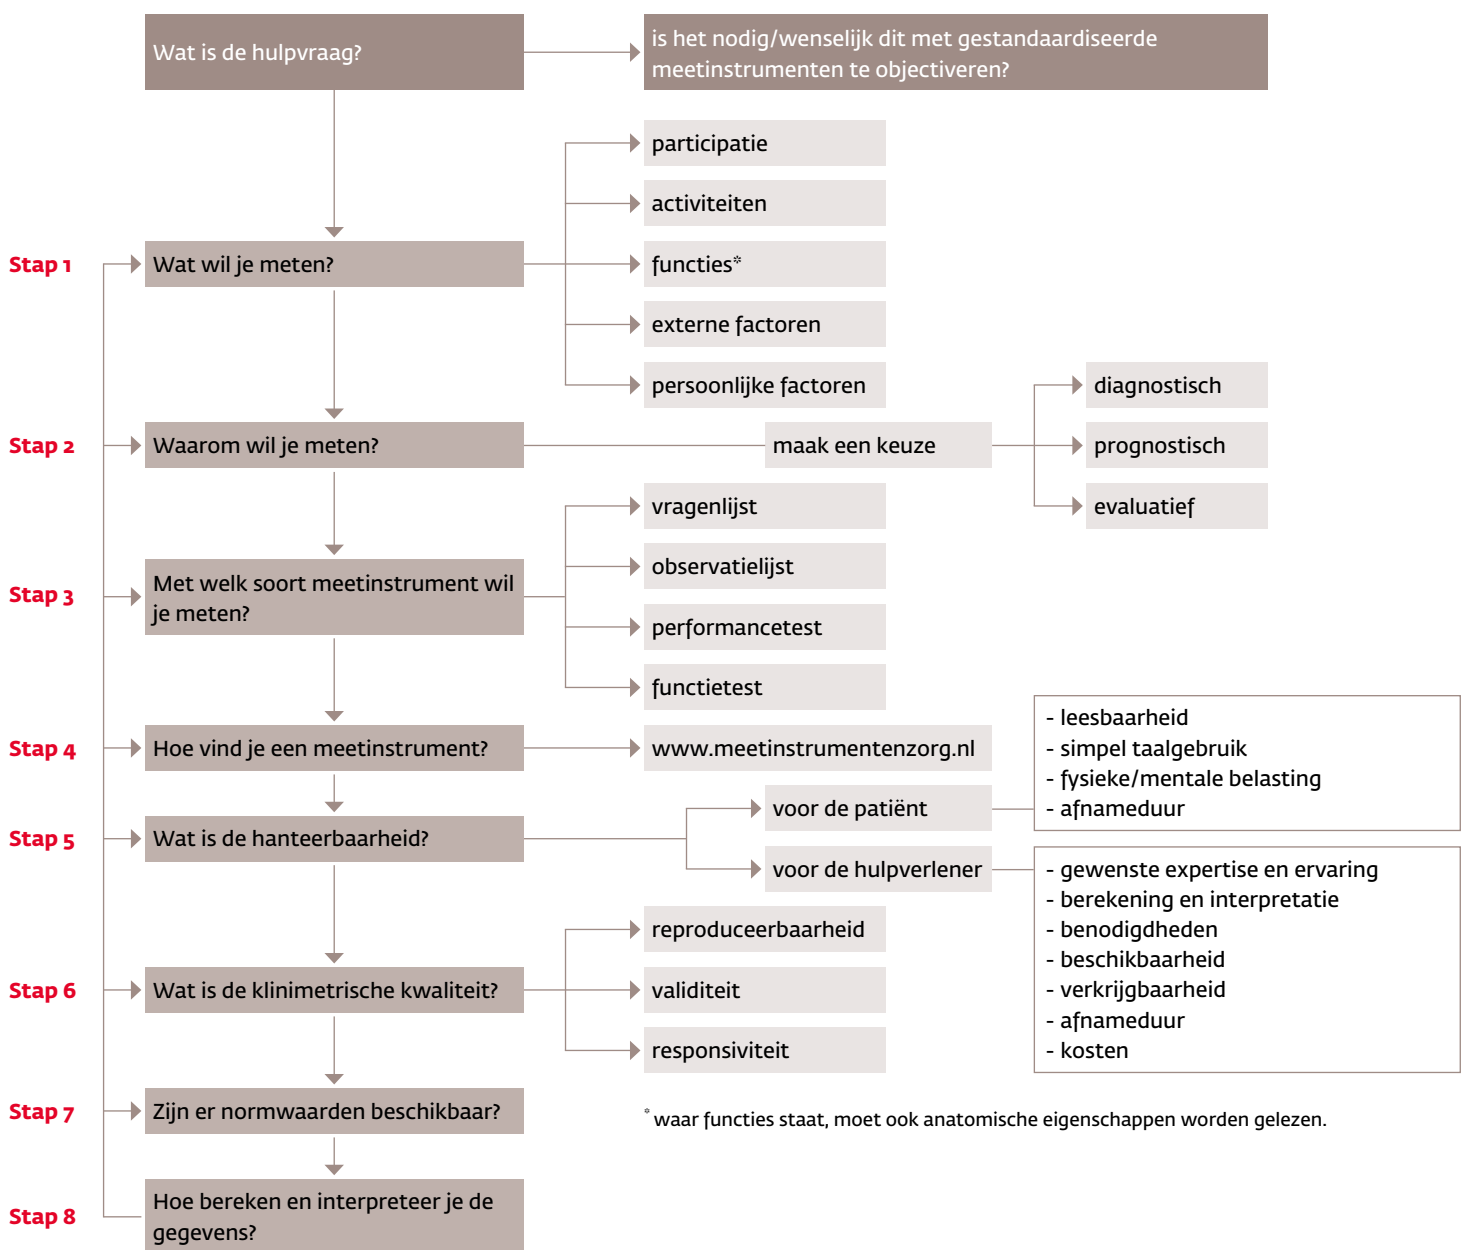 Wat is de hulpvraag?
is het nodig/wenselijk dit met gestandaardiseerde
meetinstrumenten te objectiveren?
participatie
activiteiten
Stap 1
Wat wil je meten?
functies*
externe factoren
persoonlijke factoren
diagnostisch
Stap 2
Waarom wil je meten?
maak een keuze
prognostisch
evaluatief
vragenlijst
observatielijst
Stap 3
Met welk soort meetinstrument wil
je meten?
performancetest
functietest
Stap 4
Hoe vind je een meetinstrument?
www.meetinstrumentenzorg.nl
- leesbaarheid
- simpel taalgebruik
- fysieke/mentale belasting
- afnameduur
Stap 5
Wat is de hanteerbaarheid?
voor de patiënt
voor de hulpverlener
- gewenste expertise en ervaring
- berekening en interpretatie
- benodigdheden
- beschikbaarheid
- verkrijgbaarheid
- afnameduur
- kosten
Stap 6
Wat is de klinimetrische kwaliteit?
reproduceerbaarheid
validiteit
responsiviteit
Stap 7
Zijn er normwaarden beschikbaar?
* waar functies staat, moet ook anatomische eigenschappen worden gelezen.
Stap 8
Hoe bereken en interpreteer je de
gegevens?